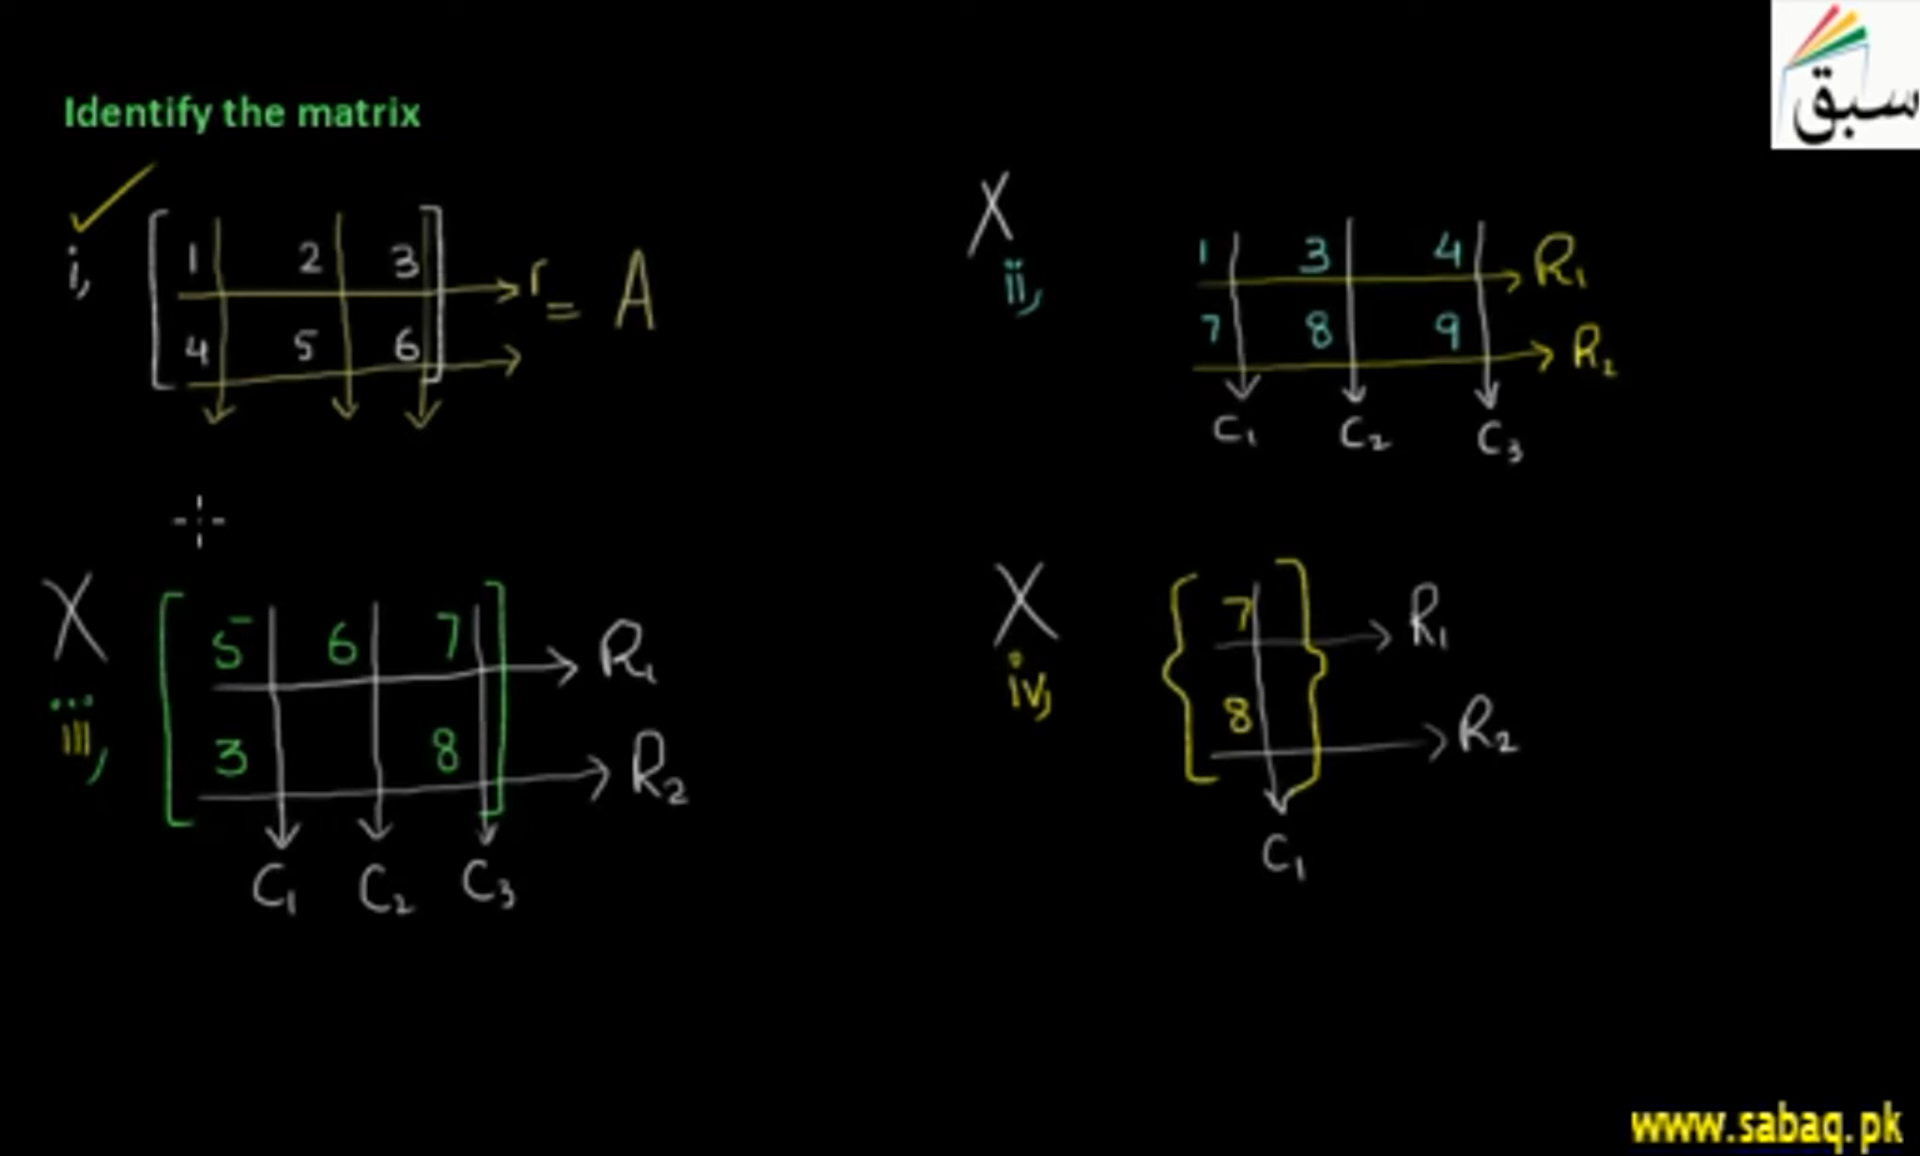 سبق
Identify the matrix
i, [1 2 3] r = A
[4 5 6]
X
ii, 1 3 4 R₁
7 8 9 R₂
C₁ C₂ C₃
X
iii, [5 6 7] R₁
[3 8] R₂
C₁ C₂ C₃
X
iv, {7} R₁
{8} R₂
C₁
www.sabaq.pk